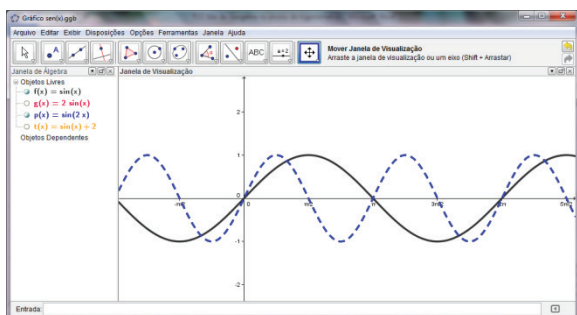 Gráfico sen(x).ggb
Arquivo Editar Exibir Disposições Opções Ferramentas Janela Ajuda
ABC
a=2
Mover Janela de Visualização
Arraste a janela de visualização ou um eixo (Shift + Arrastar)
Janela de Álgebra
Janela de Visualização
Objetos Livres
f(x) = sin(x)
g(x) = 2 sin(x)
p(x) = sin(2 x)
t(x) = sin(x) + 2
Objetos Dependentes
2
1
0
0
-1
-2
Entrada: